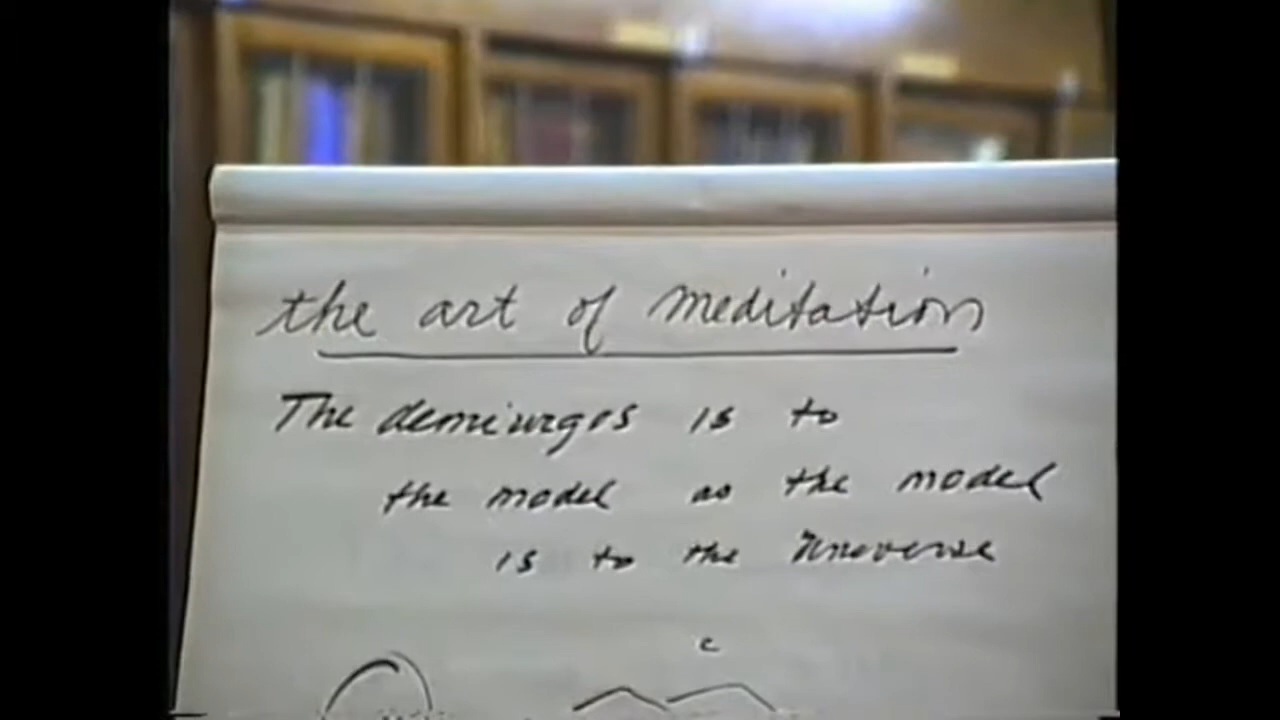 the art of meditation
The demiurgos is to
the model as the model
is to the Universe
c